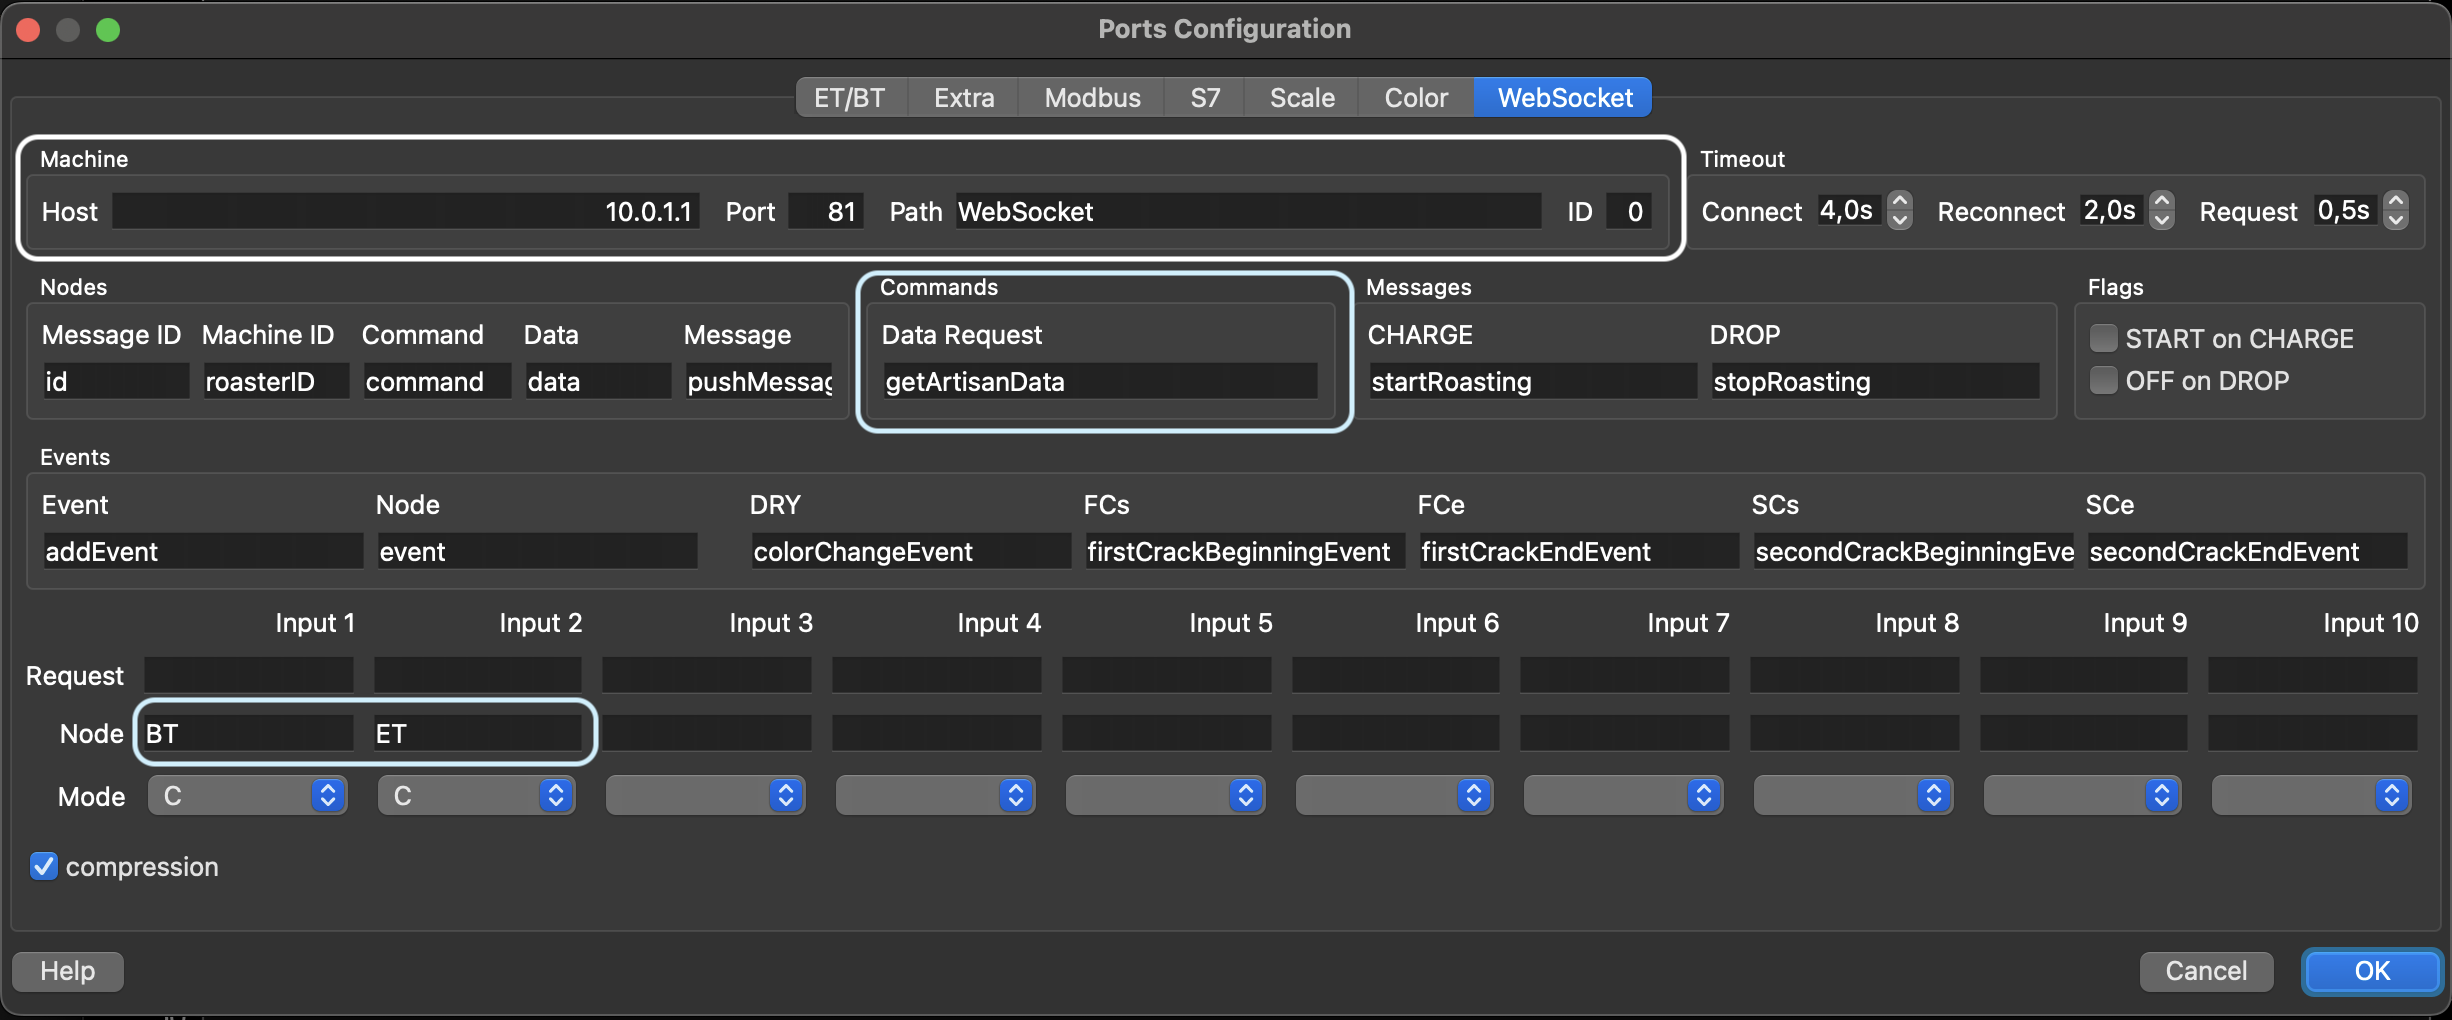 Ports Configuration
ET/BT Extra Modbus S7 Scale Color WebSocket
Machine Timeout
Host 10.0.1.1 Port 81 Path WebSocket ID 0 Connect 4,0s Reconnect 2,0s Request 0,5s
Nodes Commands Messages Flags
Message ID Machine ID Command Data Message Data Request CHARGE DROP START on CHARGE
id roasterID command data pushMessag getArtisanData startRoasting stopRoasting OFF on DROP
Events
Event Node DRY FCs FCe SCs SCe
addEvent event colorChangeEvent firstCrackBeginningEvent firstCrackEndEvent secondCrackBeginningEve secondCrackEndEvent
Input 1 Input 2 Input 3 Input 4 Input 5 Input 6 Input 7 Input 8 Input 9 Input 10
Request
Node BT ET
Mode C C
compression
Help Cancel OK